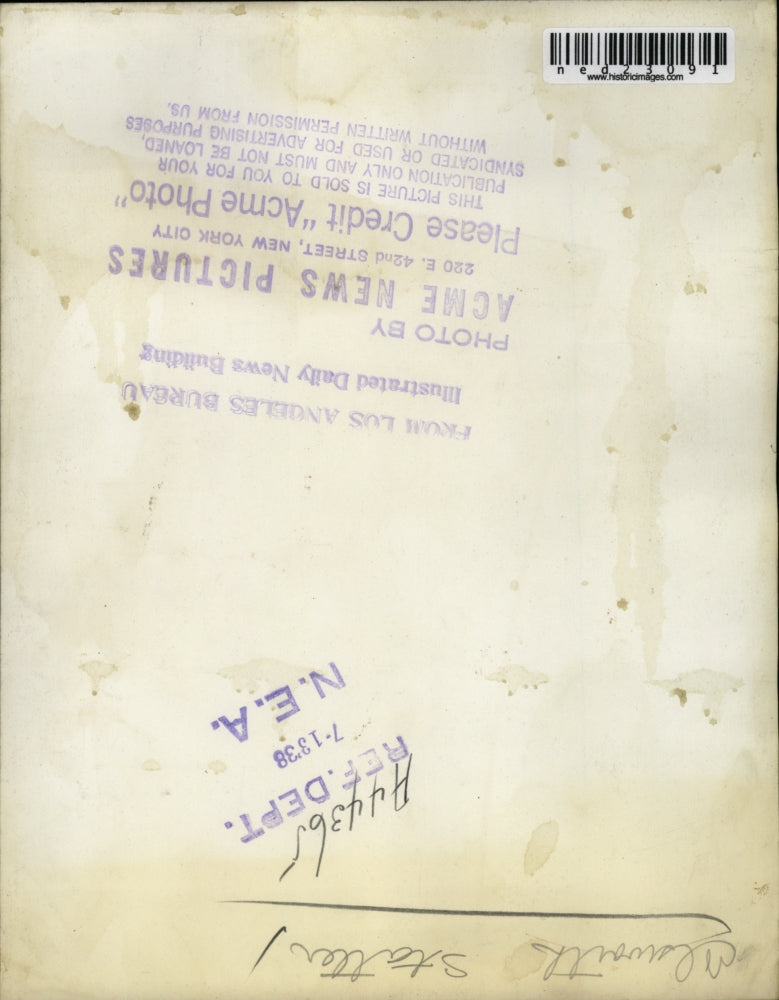 ned23091
www.historicimages.com
Statler
REF. DEPT.
7-13-38
N.E.A.
A44365
FROM LOS ANGELES BUREAU
Illustrated Daily News Building
PHOTO BY
ACME NEWS PICTURES
220 E. 42nd STREET, NEW YORK CITY
Please Credit "Acme Photo"
THIS PICTURE IS SOLD TO YOU FOR YOUR
PUBLICATION ONLY AND MUST NOT BE LOANED,
SYNDICATED OR USED FOR ADVERTISING PURPOSES
WITHOUT WRITTEN PERMISSION FROM US.